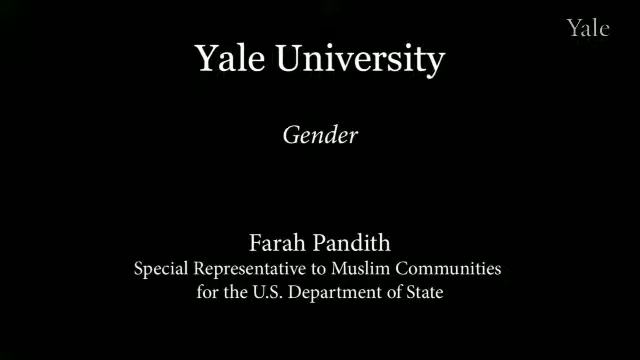 Yale
Yale University
Gender
Farah Pandith
Special Representative to Muslim Communities
for the U.S. Department of State